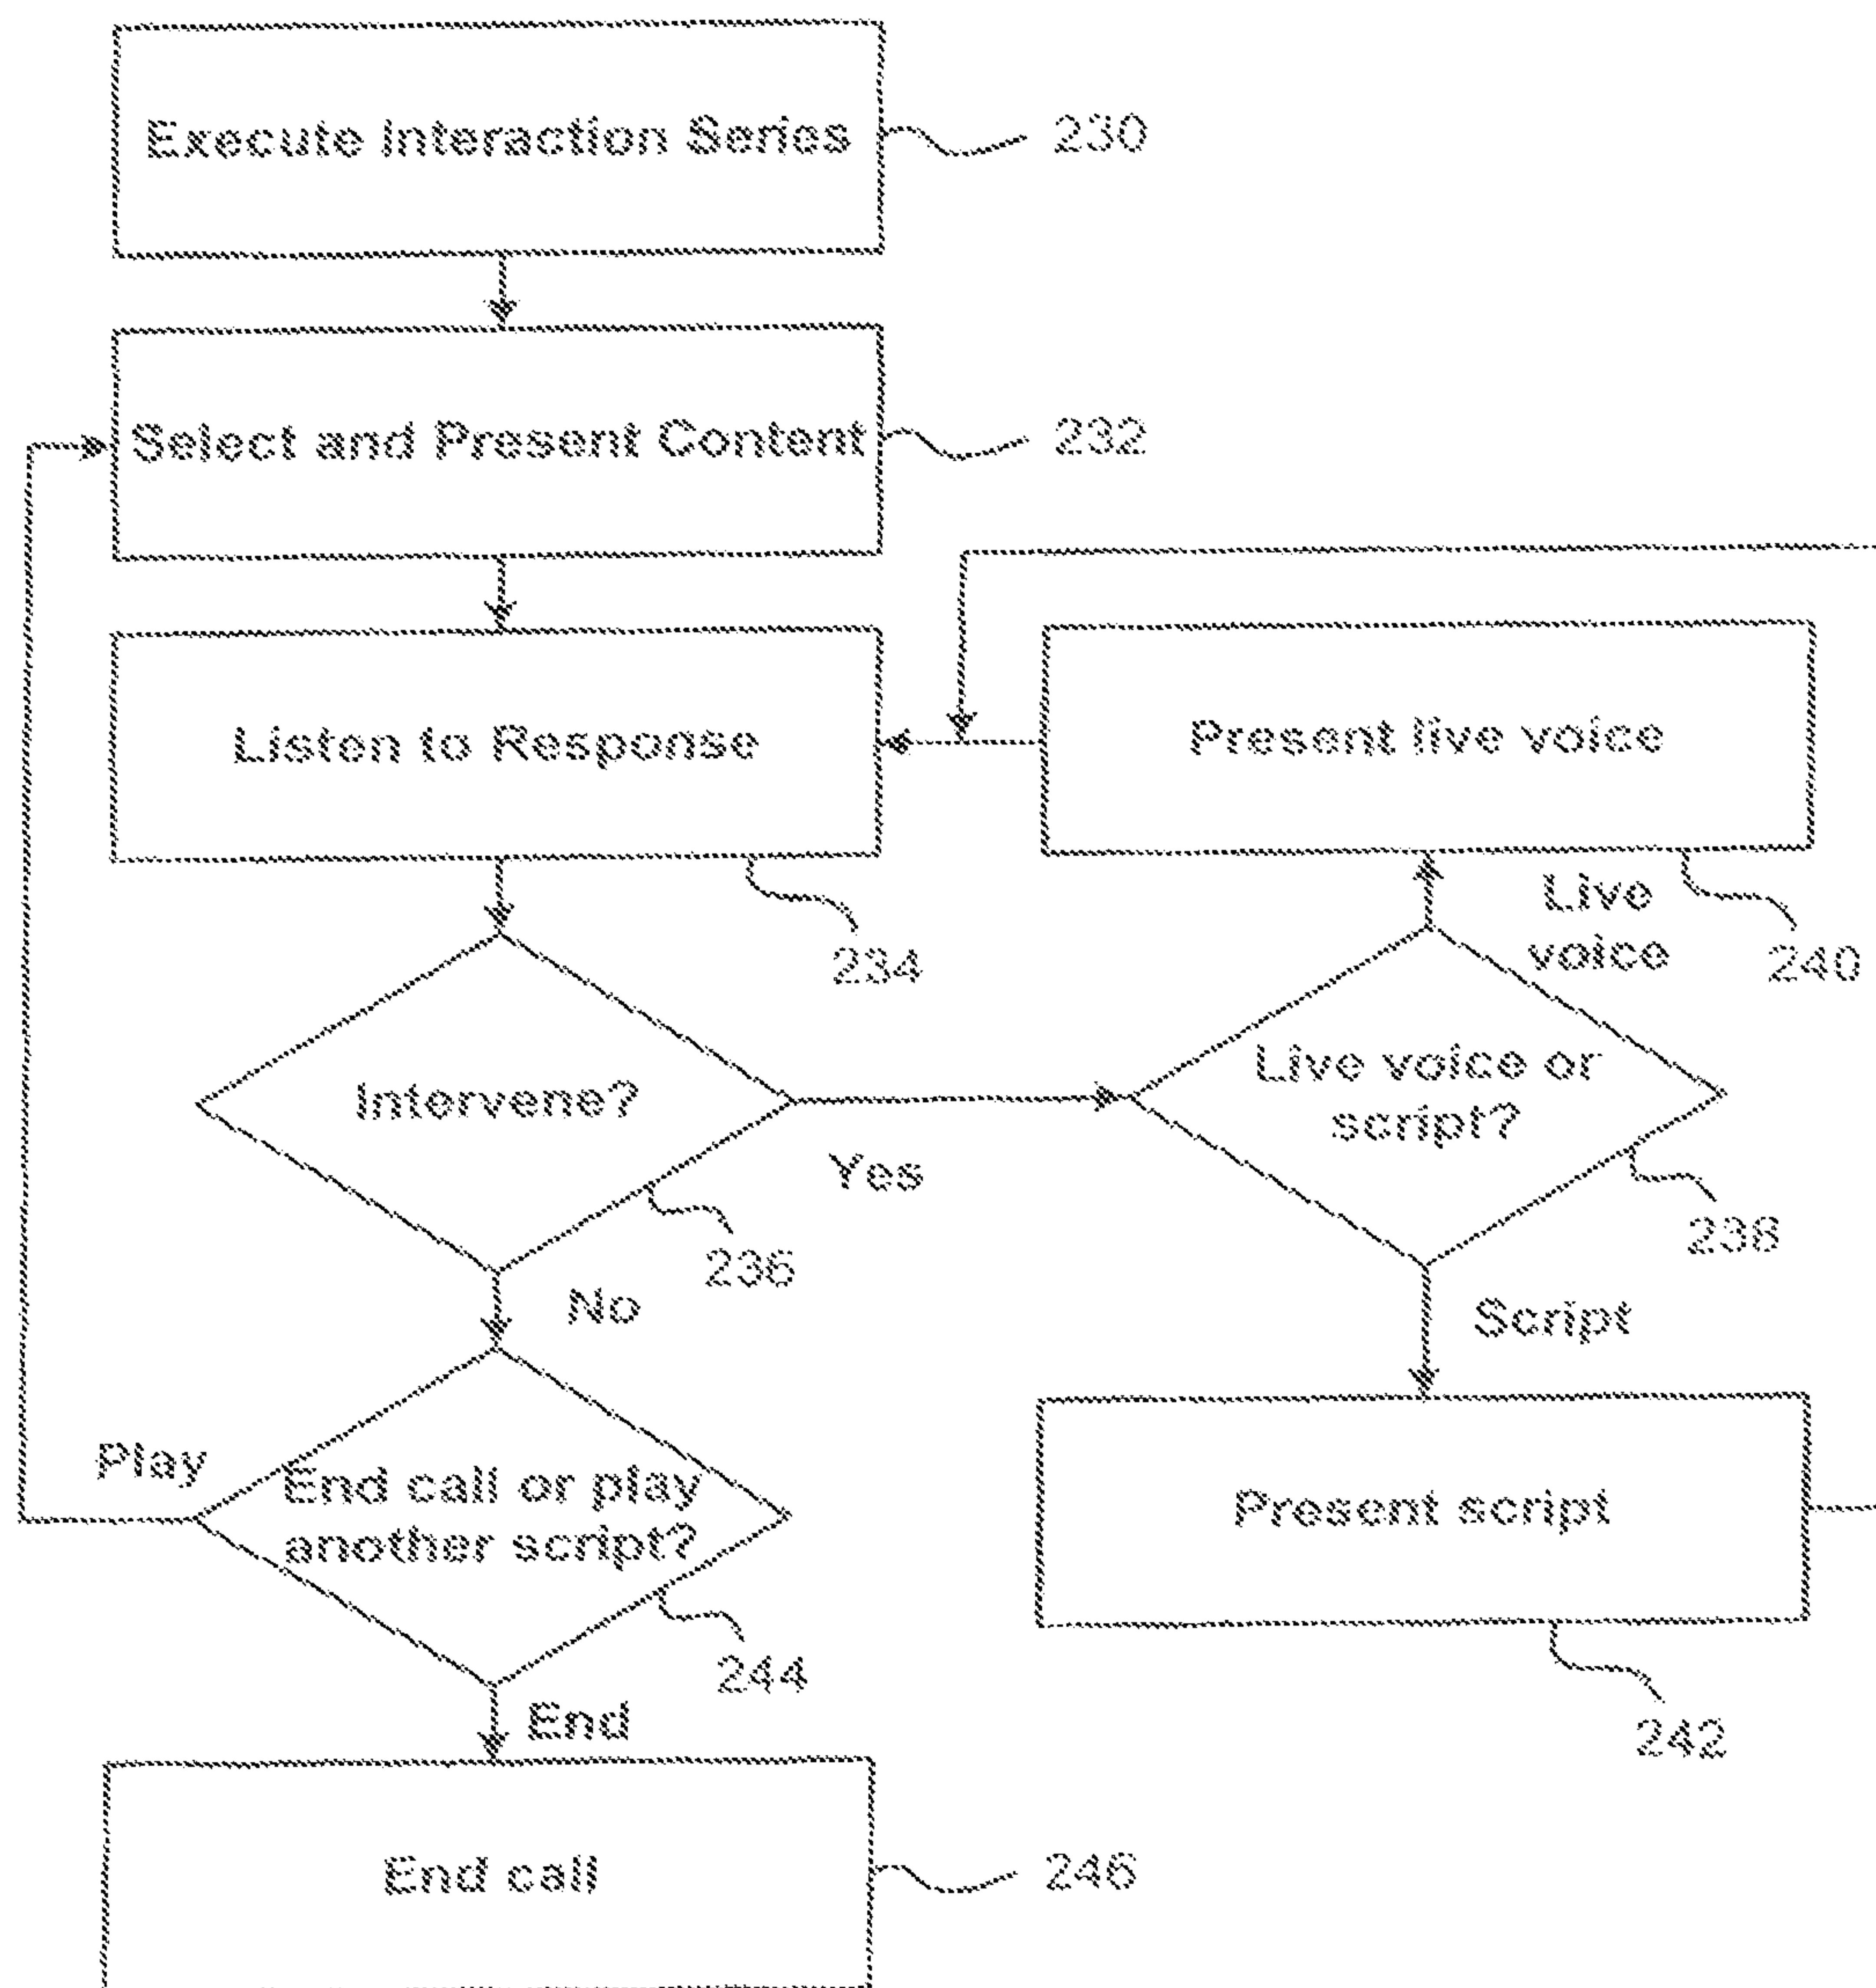 Execute Interaction Series
230
Select and Present Content
232
Listen to Response
234
Present live voice
240
Live
voice
Intervene?
236
Yes
Live voice or
script?
238
No
Script
Play
End call or play
another script?
244
Present script
242
End
End call
246